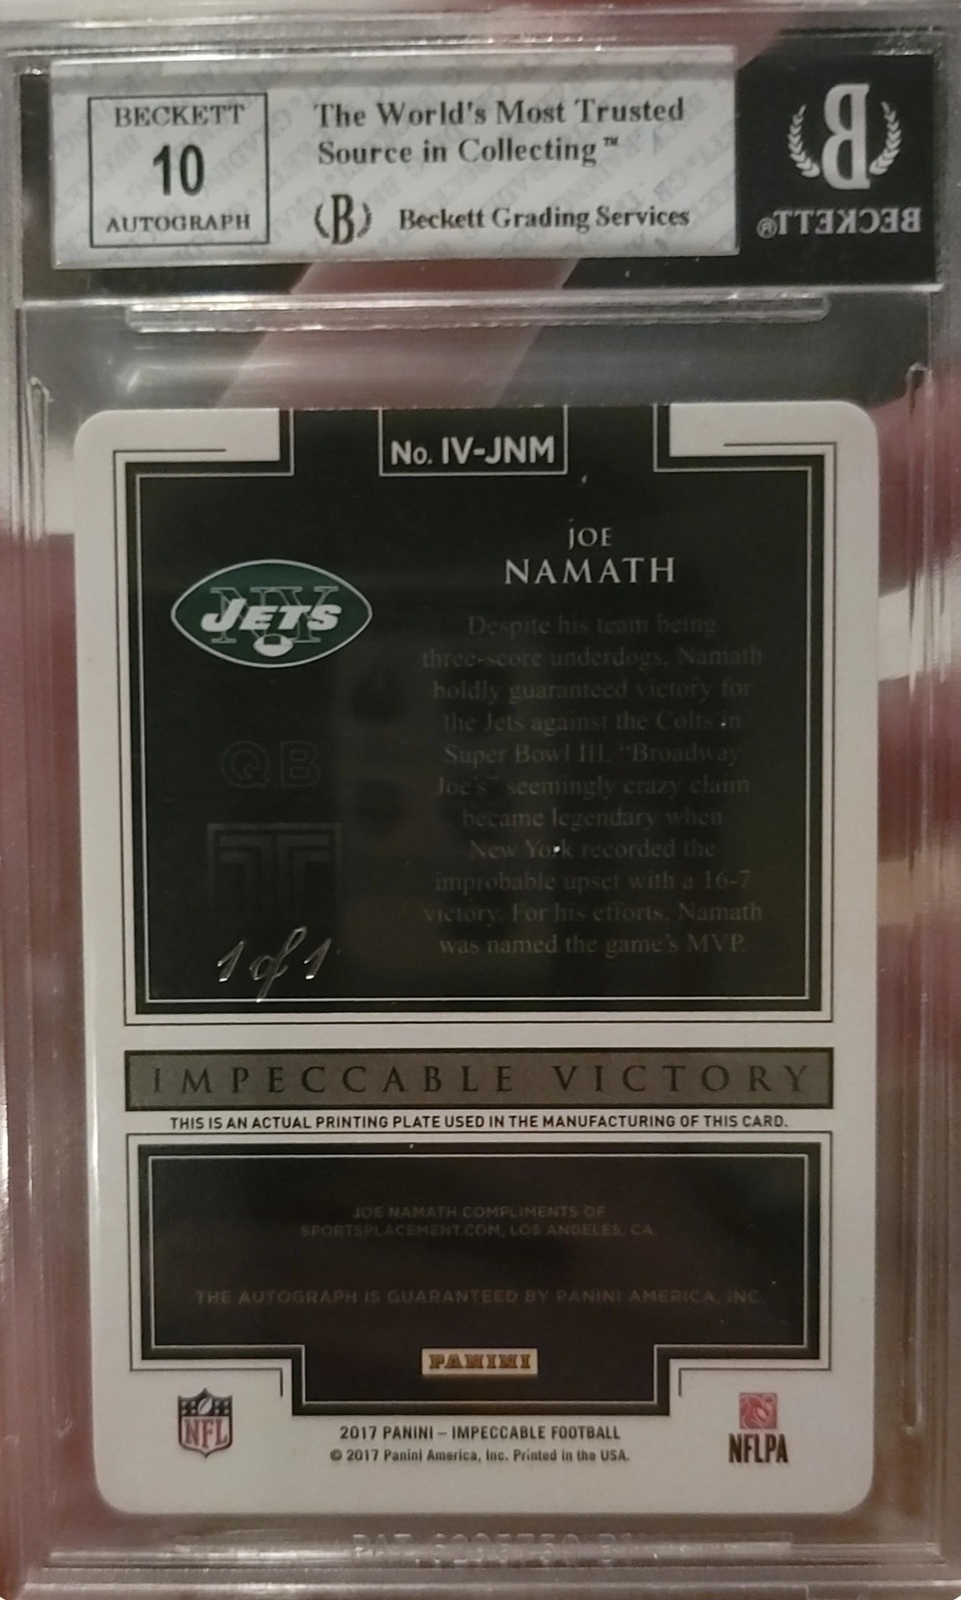 BECKETT
10
AUTOGRAPH
The World's Most Trusted
Source in Collecting™
B Beckett Grading Services
B
BECKETT®
No. IV-JNM
JOE
NAMATH
NY
JETS
Despite his team being
three-score underdogs, Namath
boldly guaranteed victory for
the Jets against the Colts in
Super Bowl III. “Broadway
Joe's” seemingly crazy claim
became legendary when
New York recorded the
improbable upset with a 16-7
victory. For his efforts, Namath
was named the game's MVP.
QB
1 of 1
IMPECCABLE VICTORY
THIS IS AN ACTUAL PRINTING PLATE USED IN THE MANUFACTURING OF THIS CARD.
JOE NAMATH COMPLIMENTS OF
SPORTSPLACEMENT.COM, LOS ANGELES, CA.
THE AUTOGRAPH IS GUARANTEED BY PANINI AMERICA, INC.
PANINI
NFL
2017 PANINI – IMPECCABLE FOOTBALL
© 2017 Panini America, Inc. Printed in the USA.
NFLPA